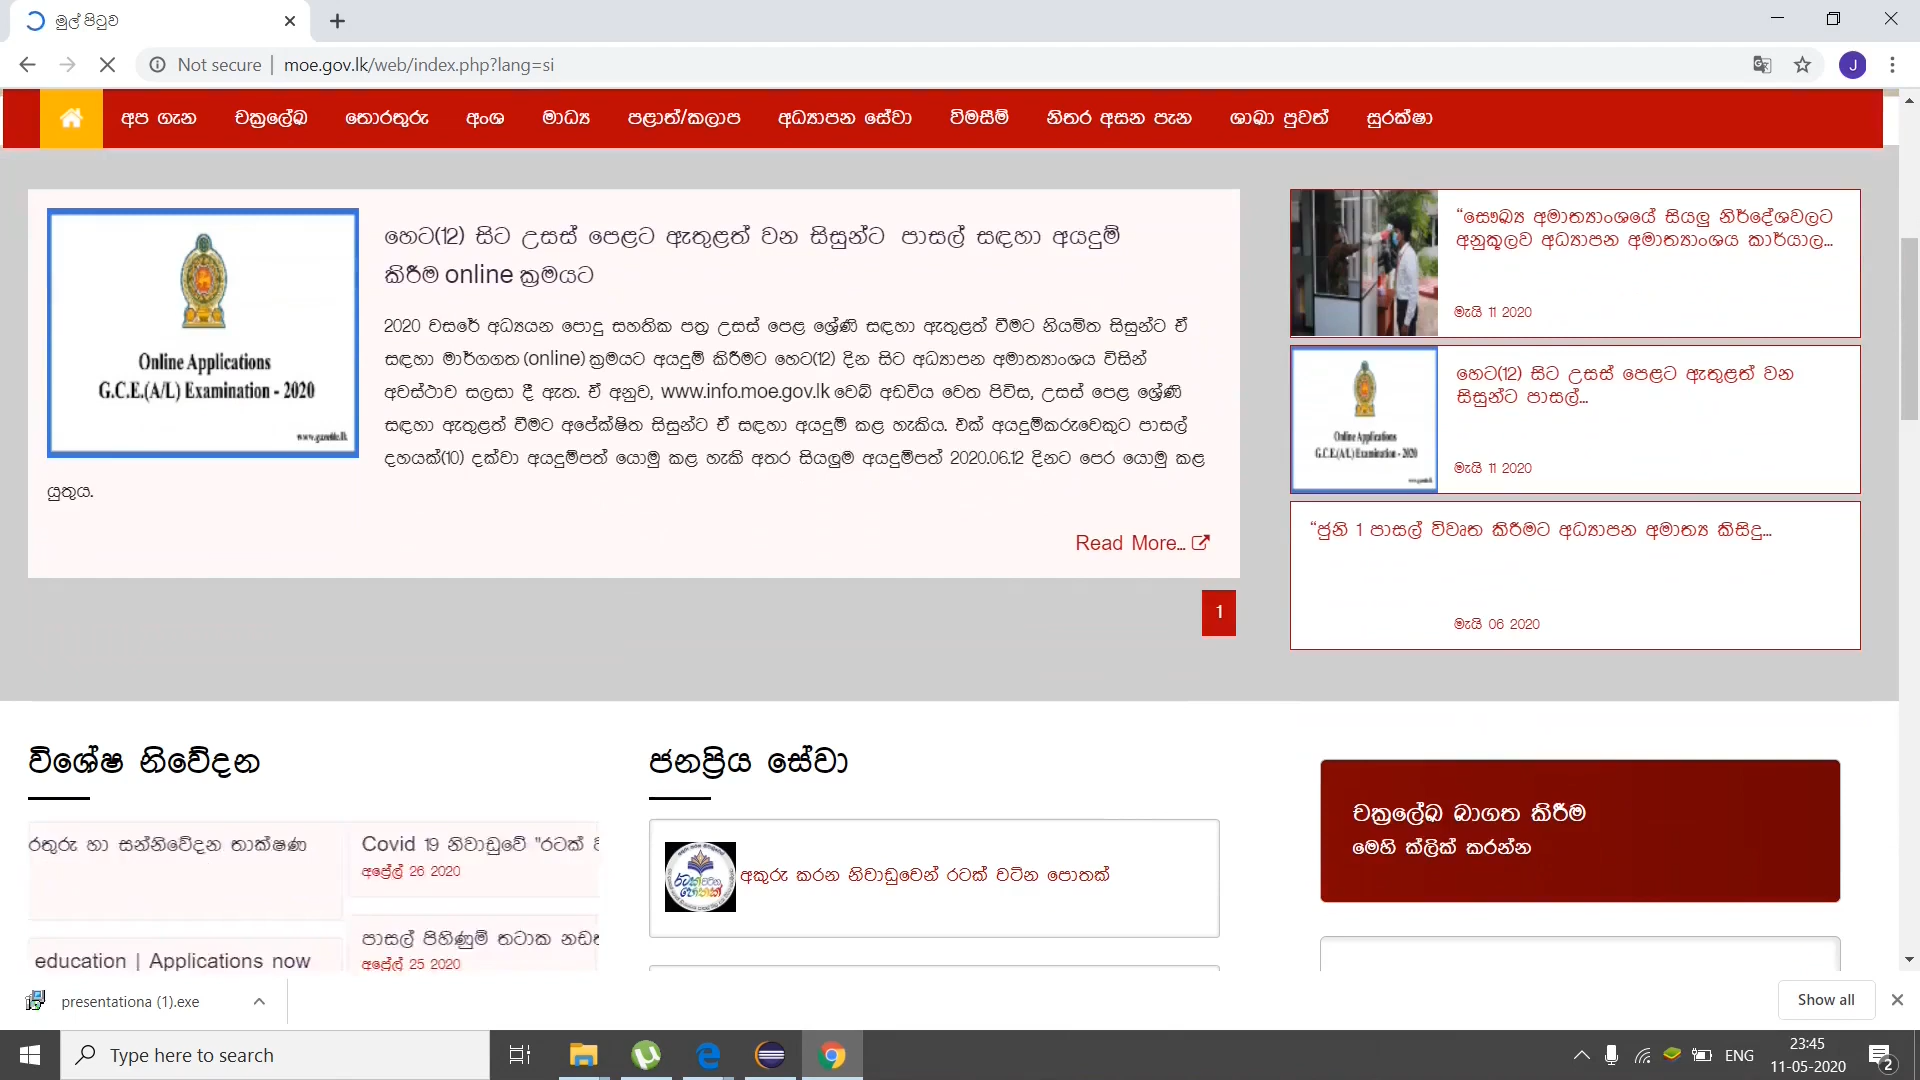 මුල් පිටුව
Not secure | moe.gov.lk/web/index.php?lang=si
J
අප ගැන චක්‍රලේඛ තොරතුරු අංශ මාධ්‍ය පළාත්/කලාප අධ්‍යාපන සේවා විමසීම් නිතර අසන පැන ශාඛා පුවත් සුරක්ෂා
Online Applications
G.C.E.(A/L) Examination - 2020
www.gazette.lk
හෙට(12) සිට උසස් පෙළට ඇතුළත් වන සිසුන්ට පාසල් සඳහා අයදුම්
කිරීම online ක්‍රමයට
2020 වසරේ අධ්‍යයන පොදු සහතික පත්‍ර උසස් පෙළ ශ්‍රේණි සඳහා ඇතුළත් වීමට නියමිත සිසුන්ට ඒ
සඳහා මාර්ගගත (online) ක්‍රමයට අයදුම් කිරීමට හෙට(12) දින සිට අධ්‍යාපන අමාත්‍යාංශය විසින්
අවස්ථාව සලසා දී ඇත. ඒ අනුව, www.info.moe.gov.lk වෙබ් අඩවිය වෙත පිවිස, උසස් පෙළ ශ්‍රේණි
සඳහා ඇතුළත් වීමට අපේක්ෂිත සිසුන්ට ඒ සඳහා අයදුම් කළ හැකිය. එක් අයදුම්කරුවෙකුට පාසල්
දහයක්(10) දක්වා අයදුම්පත් යොමු කළ හැකි අතර සියලුම අයදුම්පත් 2020.06.12 දිනට පෙර යොමු කළ
යුතුය.
Read More...
1
“සෞඛ්‍ය අමාත්‍යාංශයේ සියලු නිර්දේශවලට
අනුකූලව අධ්‍යාපන අමාත්‍යාංශය කාර්යාල...
මැයි 11 2020
Online Applications
G.C.E.(A/L) Examination - 2020
හෙට(12) සිට උසස් පෙළට ඇතුළත් වන
සිසුන්ට පාසල්...
මැයි 11 2020
“ජුනි 1 පාසල් විවෘත කිරීමට අධ්‍යාපන අමාත්‍ය කිසිදු...
මැයි 06 2020
විශේෂ නිවේදන
රතුරු හා සන්නිවේදන තාක්ෂණ
education | Applications now
Covid 19 නිවාඩුවේ "රටක් ව
අප්‍රේල් 26 2020
පාසල් පිහිණුම් තටාක නඩත
අප්‍රේල් 25 2020
ජනප්‍රිය සේවා
අකුරු කරන නිවාඩුවෙන් රටක් වටින පොතක්
චක්‍රලේඛ බාගත කිරීම
මෙහි ක්ලික් කරන්න
presentationa (1).exe
Show all
Type here to search
ENG
23:45
11-05-2020
2